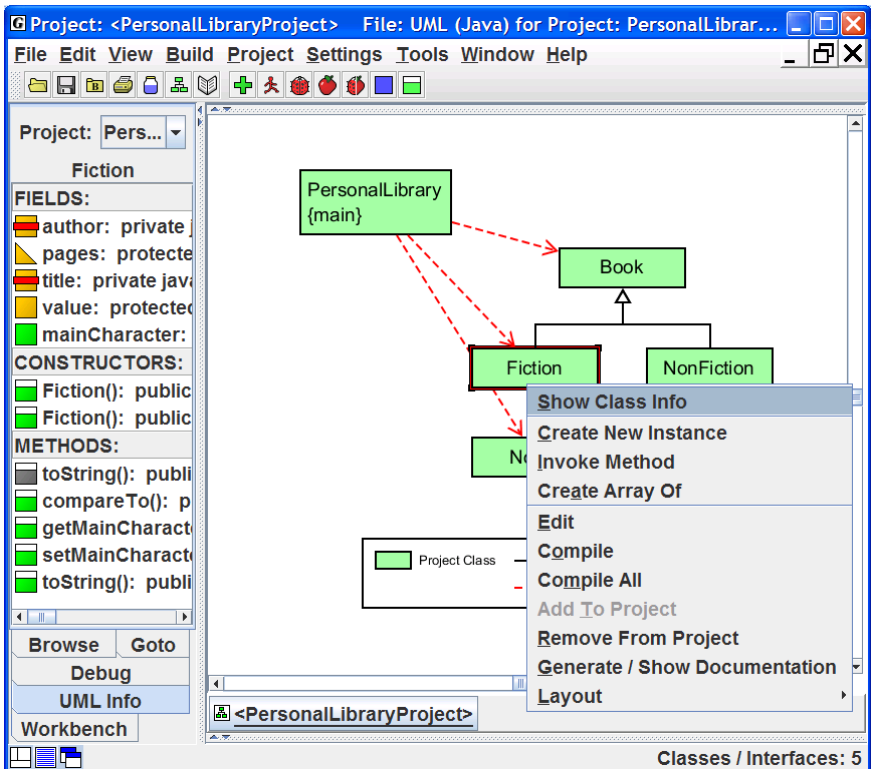 Project: <PersonalLibraryProject> File: UML (Java) for Project: PersonalLibrar...
File Edit View Build Project Settings Tools Window Help
Project: Pers...
Fiction
FIELDS:
author: private j
pages: protecte
title: private java
value: protected
mainCharacter:
CONSTRUCTORS:
Fiction(): public
Fiction(): public
METHODS:
toString(): publi
compareTo(): p
getMainCharact
setMainCharact
toString(): publi
Browse Goto
Debug
UML Info
Workbench
PersonalLibrary
{main}
Book
Fiction
NonFiction
No
Project Class
Show Class Info
Create New Instance
Invoke Method
Create Array Of
Edit
Compile
Compile All
Add To Project
Remove From Project
Generate / Show Documentation
Layout
<PersonalLibraryProject>
Classes / Interfaces: 5